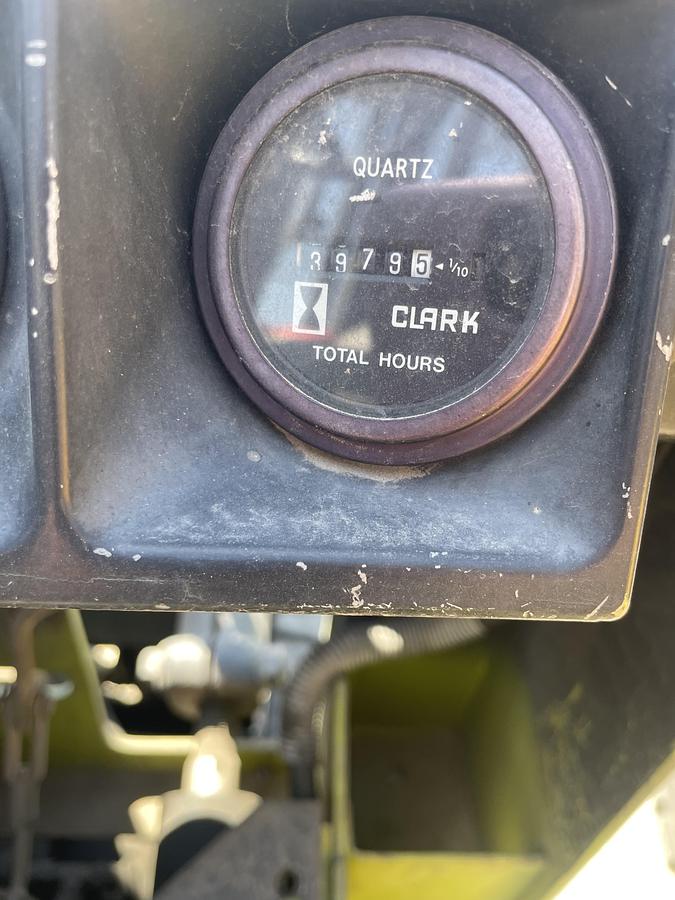 QUARTZ
39795 ◄ 1/10
CLARK
TOTAL HOURS